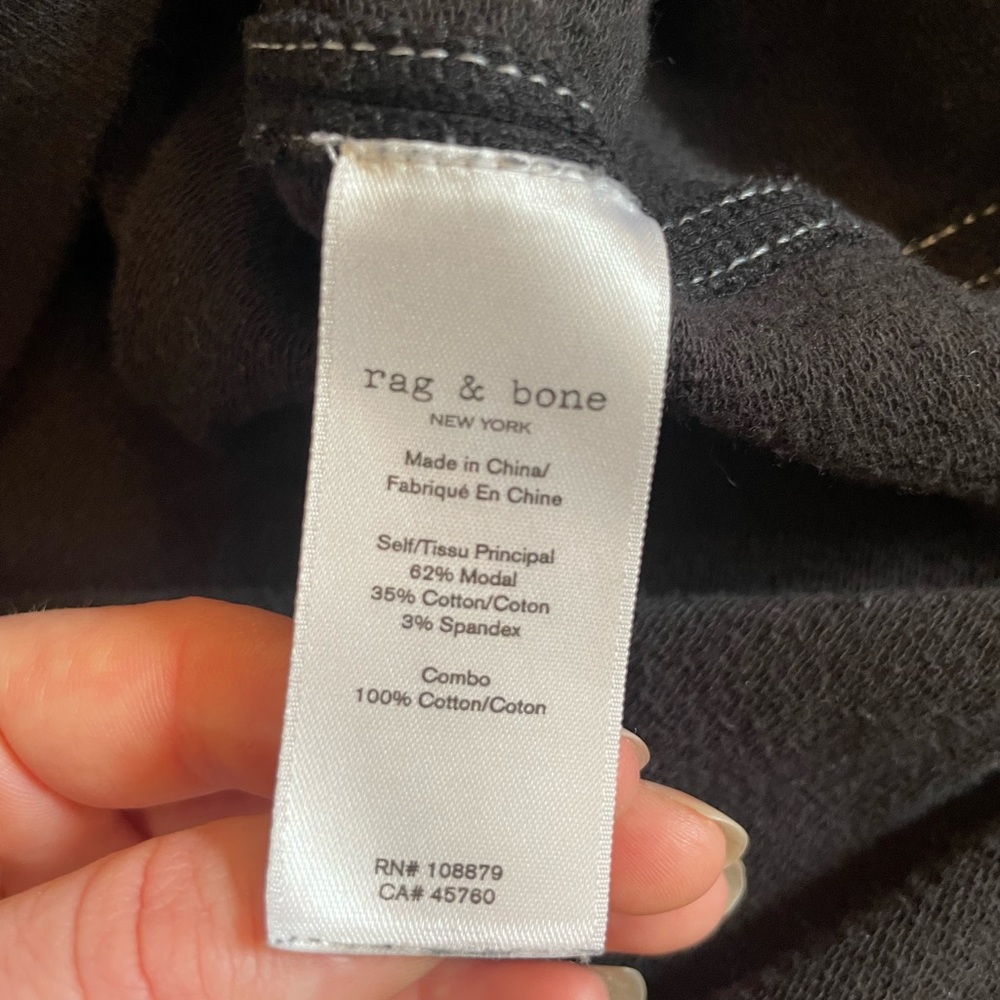 rag & bone
NEW YORK
Made in China/
Fabriqué En Chine
Self/Tissu Principal
62% Modal
35% Cotton/Coton
3% Spandex
Combo
100% Cotton/Coton
RN# 108879
CA# 45760